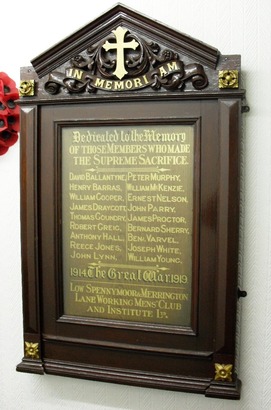 IN MEMORIAM
Dedicated to the Memory
OF THOSE MEMBERS WHO MADE
THE SUPREME SACRIFICE.
DAVID BALLANTYNE, PETER MURPHY,
HENRY BARRAS, WILLIAM MCKENZIE,
WILLIAM COOPER, ERNEST NELSON,
JAMES DRAYCOTT, JOHN PARRY,
THOMAS COUNDRY, JAMES PROCTOR,
ROBERT GREIG, BERNARD SHERRY,
ANTHONY HALL, BENJ. VARVEL,
REECE JONES, JOSEPH WHITE,
JOHN LYNN, WILLIAM YOUNG,
1914 The Great War. 1919
LOW SPENNYMOOR & MERRINGTON
LANE WORKING MENS' CLUB
AND INSTITUTE LD.